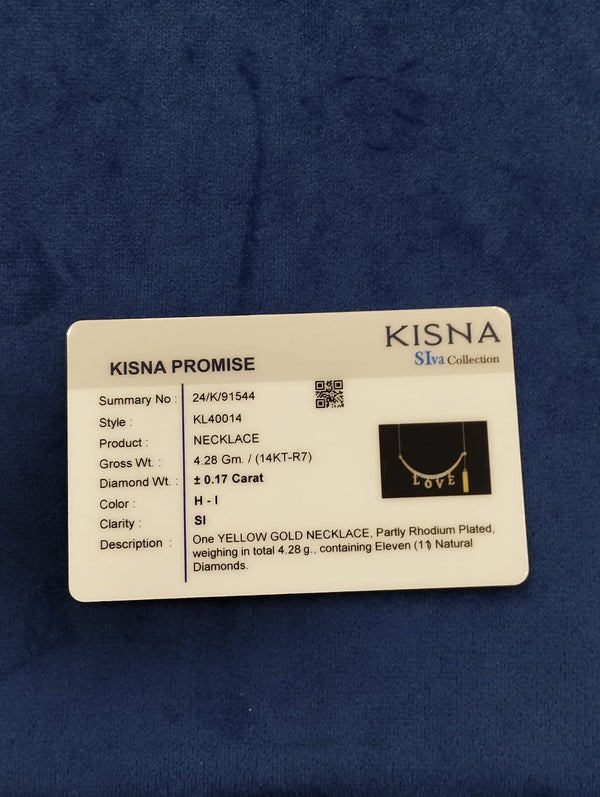 KISNA
SIva Collection
KISNA PROMISE
Summary No : 24/K/91544
Style : KL40014
Product : NECKLACE
Gross Wt. : 4.28 Gm. / (14KT-R7)
Diamond Wt. : ± 0.17 Carat
Color : H - I
Clarity : SI
Description : One YELLOW GOLD NECKLACE, Partly Rhodium Plated,
weighing in total 4.28 g., containing Eleven (11) Natural
Diamonds.
LOVE